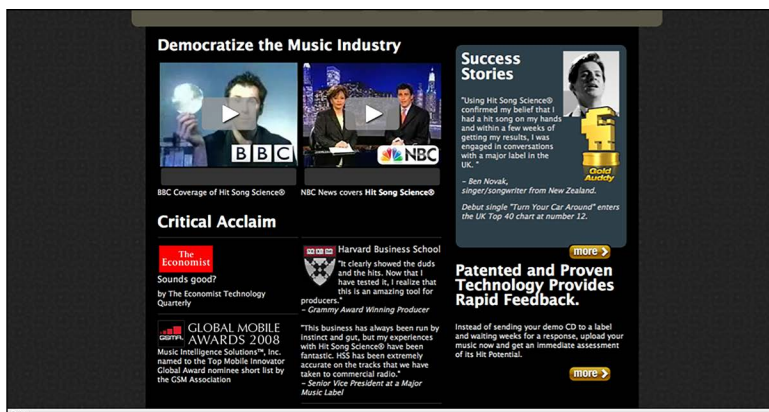 Democratize the Music Industry
BBC
NBC
BBC Coverage of Hit Song Science®
NBC News covers Hit Song Science®
Critical Acclaim
The
Economist
Sounds good?
by The Economist Technology
Quarterly
GSMA
GLOBAL MOBILE
AWARDS 2008
Music Intelligence Solutions™, Inc.
named to the Top Mobile Innovator
Global Award nominee short list by
the GSM Association
Harvard Business School
"It clearly showed the duds
and the hits. Now that I
have tested it, I realize that
this is an amazing tool for
producers."
– Grammy Award Winning Producer
"This business has always been run by
instinct and gut, but my experiences
with Hit Song Science® have been
fantastic. HSS has been extremely
accurate on the tracks that we have
taken to commercial radio."
– Senior Vice President at a Major
Music Label
Success
Stories
"Using Hit Song Science®
confirmed my belief that I
had a hit song on my hands
and within a few weeks of
getting my results, I was
engaged in conversations
with a major label in the
UK. "
– Ben Novak,
singer/songwriter from New Zealand.
Debut single "Turn Your Car Around" enters
the UK Top 40 chart at number 12.
Gold
Auddy
more
Patented and Proven
Technology Provides
Rapid Feedback.
Instead of sending your demo CD to a label
and waiting weeks for a response, upload your
music now and get an immediate assessment
of its Hit Potential.
more